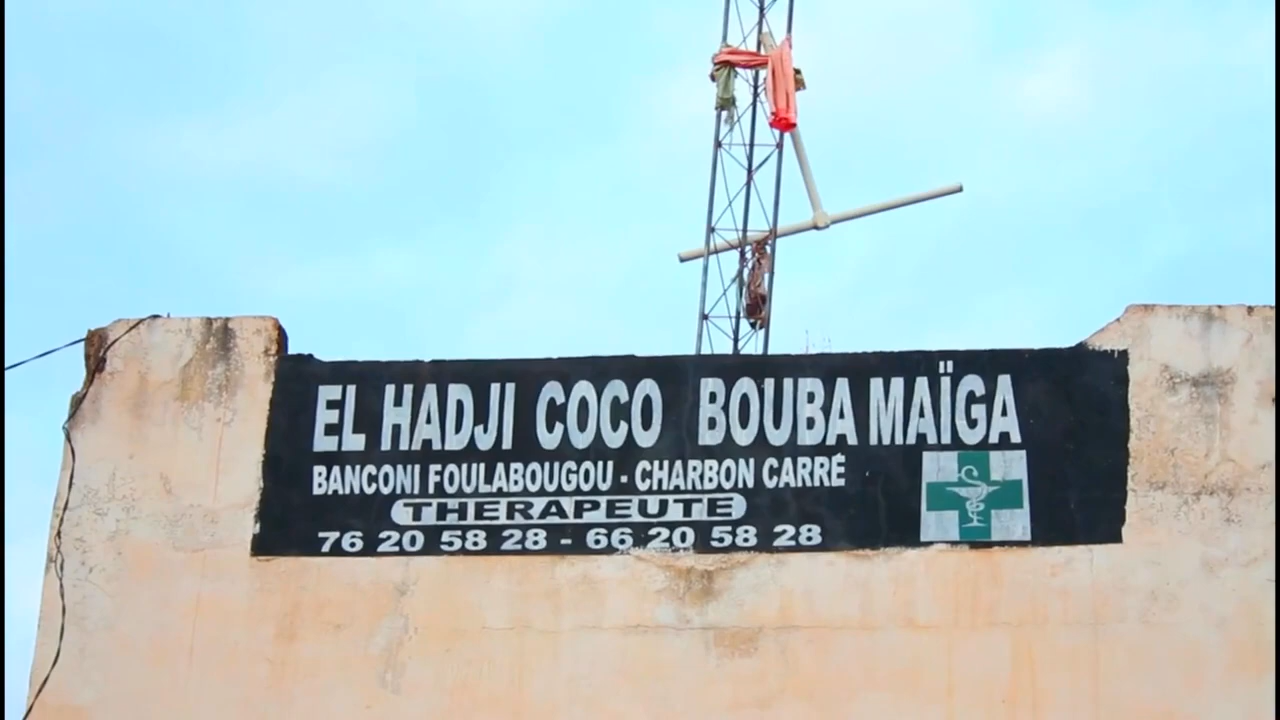 EL HADJI COCO BOUBA MAÏGA
BANCONI FOULABOUGOU - CHARBON CARRÉ
THERAPEUTE
76 20 58 28 - 66 20 58 28